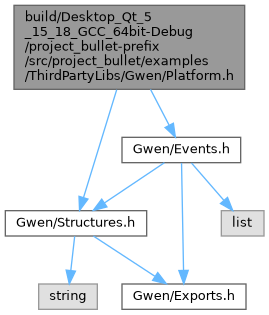 build/Desktop_Qt_5
_15_18_GCC_64bit-Debug
/project_bullet-prefix
/src/project_bullet/examples
/ThirdPartyLibs/Gwen/Platform.h
Gwen/Events.h
Gwen/Structures.h
list
string
Gwen/Exports.h